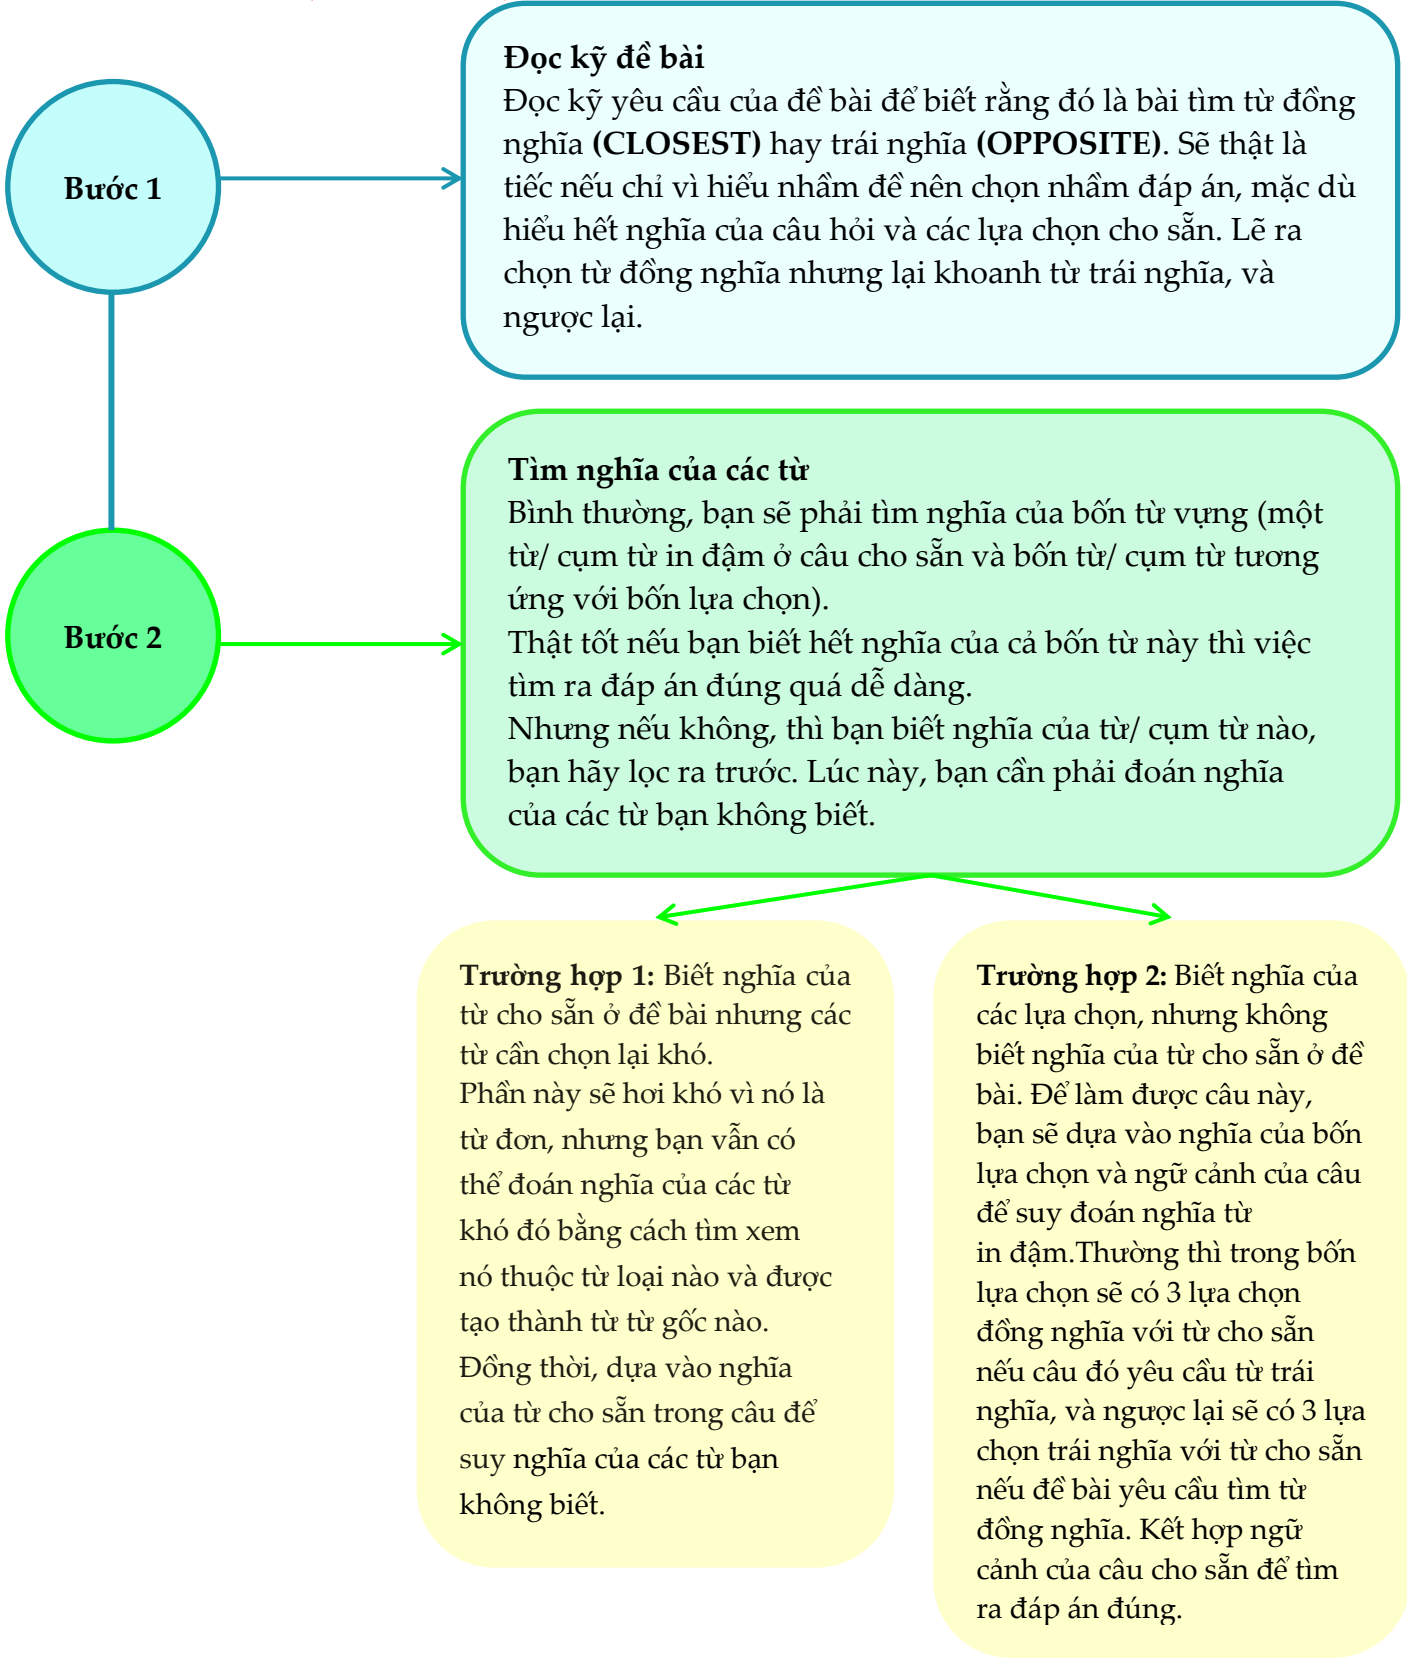 Đọc kỹ đề bài
Đọc kỹ yêu cầu của đề bài để biết rằng đó là bài tìm từ đồng
nghĩa (CLOSEST) hay trái nghĩa (OPPOSITE). Sẽ thật là
tiếc nếu chỉ vì hiểu nhầm đề nên chọn nhầm đáp án, mặc dù
hiểu hết nghĩa của câu hỏi và các lựa chọn cho sẵn. Lẽ ra
chọn từ đồng nghĩa nhưng lại khoanh từ trái nghĩa, và
ngược lại.
Bước 1
Tìm nghĩa của các từ
Bình thường, bạn sẽ phải tìm nghĩa của bốn từ vựng (một
từ/ cụm từ in đậm ở câu cho sẵn và bốn từ/ cụm từ tương
ứng với bốn lựa chọn).
Thật tốt nếu bạn biết hết nghĩa của cả bốn từ này thì việc
tìm ra đáp án đúng quá dễ dàng.
Nhưng nếu không, thì bạn biết nghĩa của từ/ cụm từ nào,
bạn hãy lọc ra trước. Lúc này, bạn cần phải đoán nghĩa
của các từ bạn không biết.
Bước 2
Trường hợp 1: Biết nghĩa của
từ cho sẵn ở đề bài nhưng các
từ cần chọn lại khó.
Phần này sẽ hơi khó vì nó là
từ đơn, nhưng bạn vẫn có
thể đoán nghĩa của các từ
khó đó bằng cách tìm xem
nó thuộc từ loại nào và được
tạo thành từ từ gốc nào.
Đồng thời, dựa vào nghĩa
của từ cho sẵn trong câu để
suy nghĩa của các từ bạn
không biết.
Trường hợp 2: Biết nghĩa của
các lựa chọn, nhưng không
biết nghĩa của từ cho sẵn ở đề
bài. Để làm được câu này,
bạn sẽ dựa vào nghĩa của bốn
lựa chọn và ngữ cảnh của câu
để suy đoán nghĩa từ
in đậm.Thường thì trong bốn
lựa chọn sẽ có 3 lựa chọn
đồng nghĩa với từ cho sẵn
nếu câu đó yêu cầu từ trái
nghĩa, và ngược lại sẽ có 3 lựa
chọn trái nghĩa với từ cho sẵn
nếu đề bài yêu cầu tìm từ
đồng nghĩa. Kết hợp ngữ
cảnh của câu cho sẵn để tìm
ra đáp án đúng.